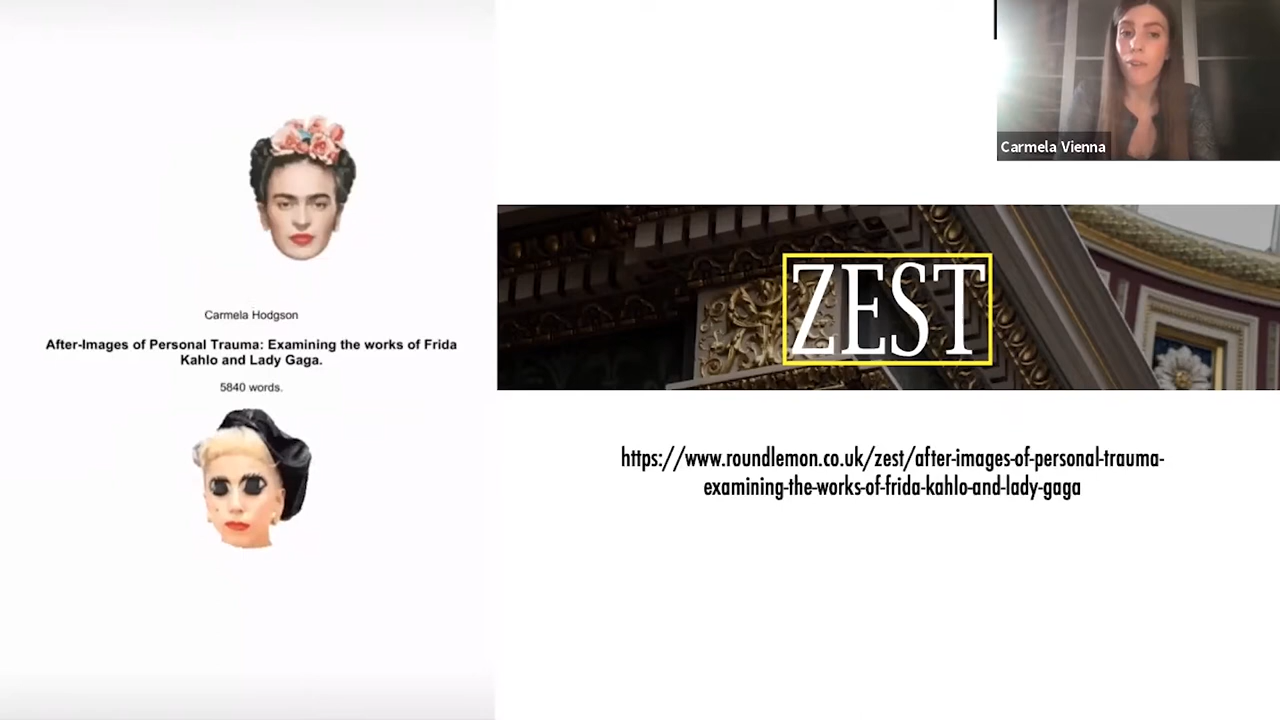 Carmela Vienna
Carmela Hodgson
After-Images of Personal Trauma: Examining the works of Frida
Kahlo and Lady Gaga.
5840 words.
ZEST
https://www.roundlemon.co.uk/zest/after-images-of-personal-trauma-
examining-the-works-of-frida-kahlo-and-lady-gaga